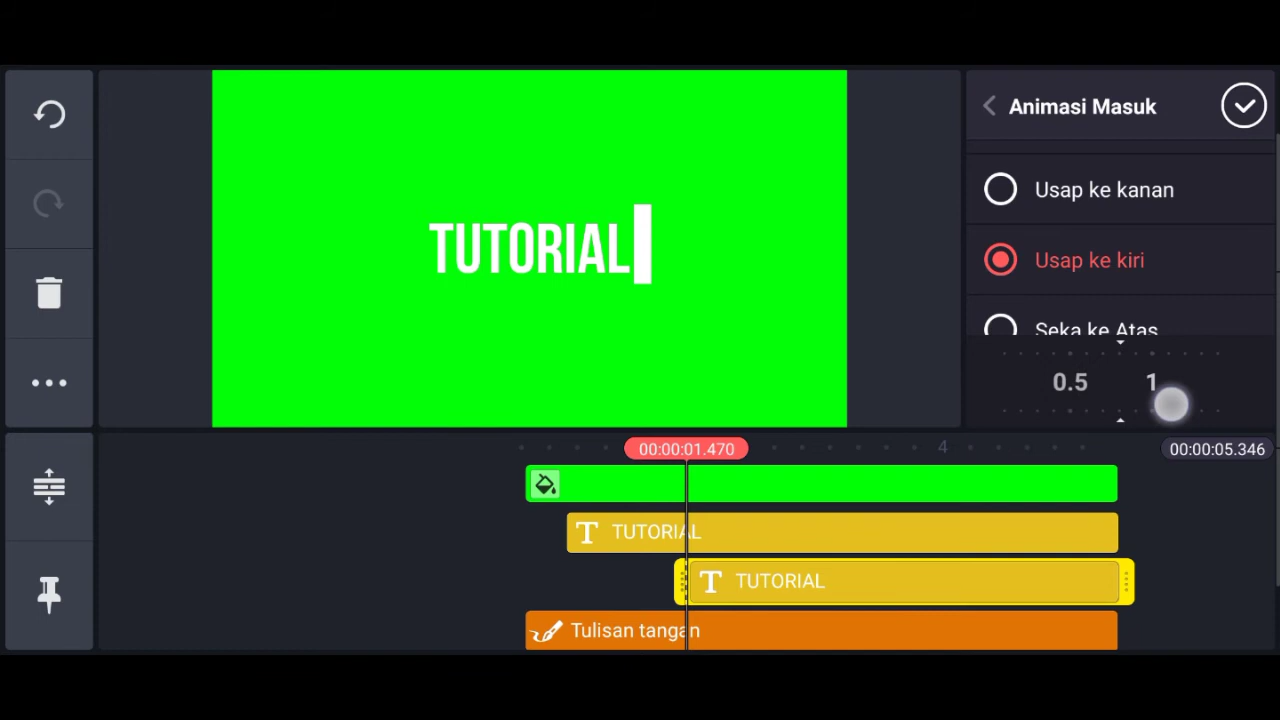 Animasi Masuk
Usap ke kanan
TUTORIAL
Usap ke kiri
Seka ke Atas
0.5 1
00:00:01.470 4 00:00:05.346
T TUTORIAL
T TUTORIAL
Tulisan tangan